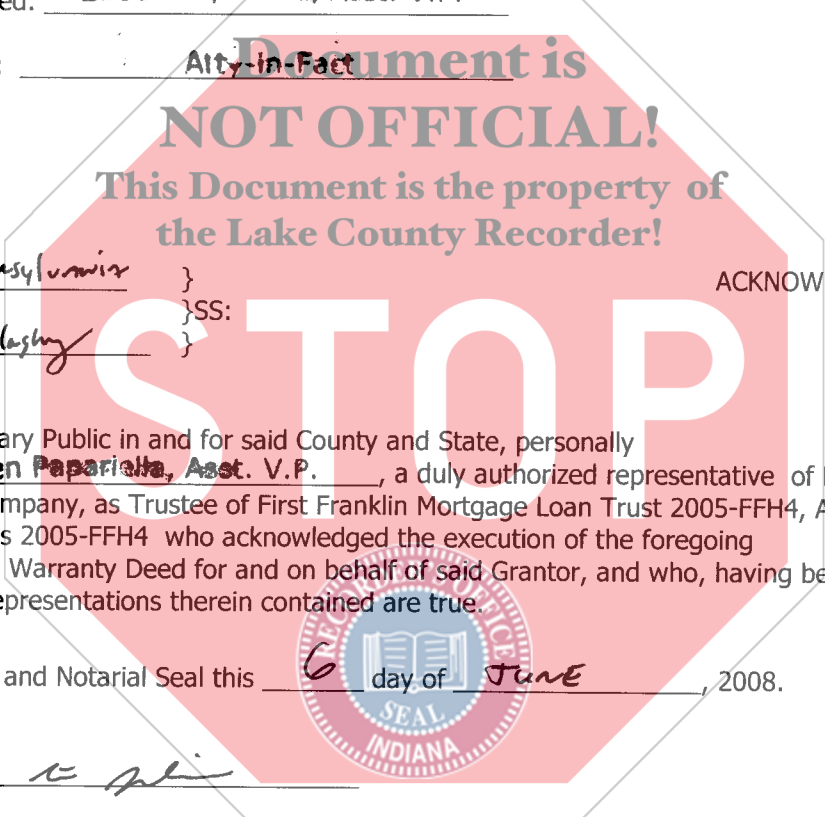 ed:
Atty-in-Fact
Document is
NOT OFFICIAL!
This Document is the property of
the Lake County Recorder!
nsylvania }
ACKNOW
}SS:
}
STOP
ary Public in and for said County and State, personally
en Papariella, Asst. V.P. , a duly authorized representative of
mpany, as Trustee of First Franklin Mortgage Loan Trust 2005-FFH4, A
s 2005-FFH4 who acknowledged the execution of the foregoing
Warranty Deed for and on behalf of said Grantor, and who, having be
epresentations therein contained are true.
RECORDER'S OFFICE
SEAL
INDIANA
and Notarial Seal this 6 day of JUNE , 2008.